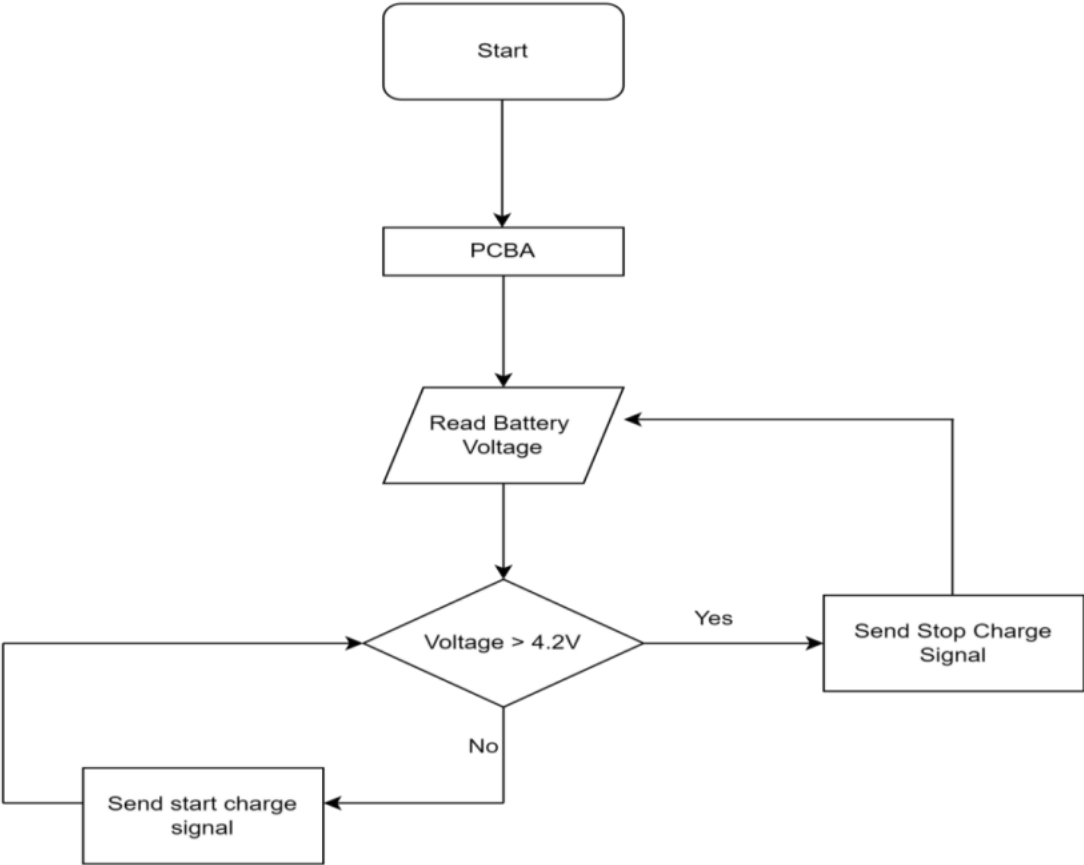 Start
PCBA
Read Battery
Voltage
Voltage > 4.2V
Yes
Send Stop Charge
Signal
No
Send start charge
signal